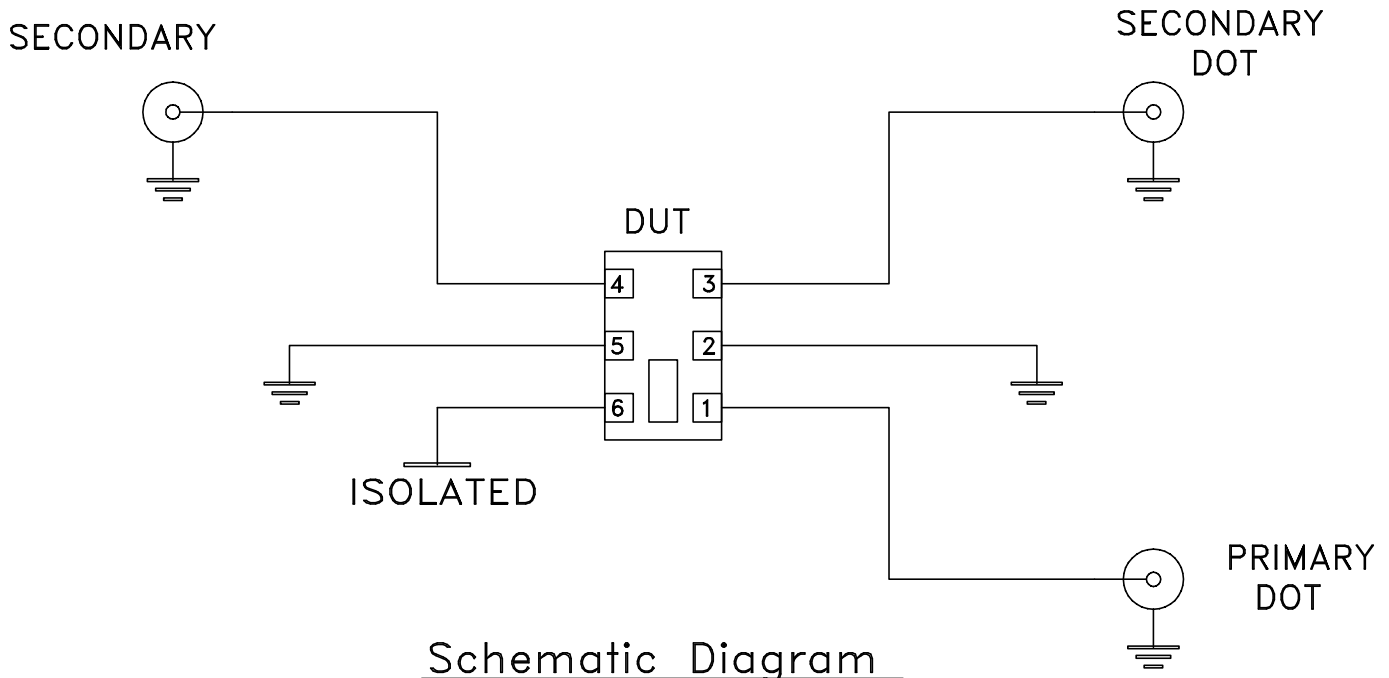 SECONDARY
SECONDARY
DOT
DUT
4 3
5 2
6 1
ISOLATED
PRIMARY
DOT
Schematic Diagram